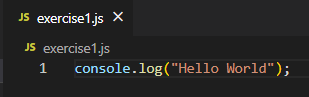 JS exercise1.js ×
JS exercise1.js
1 console.log("Hello World");